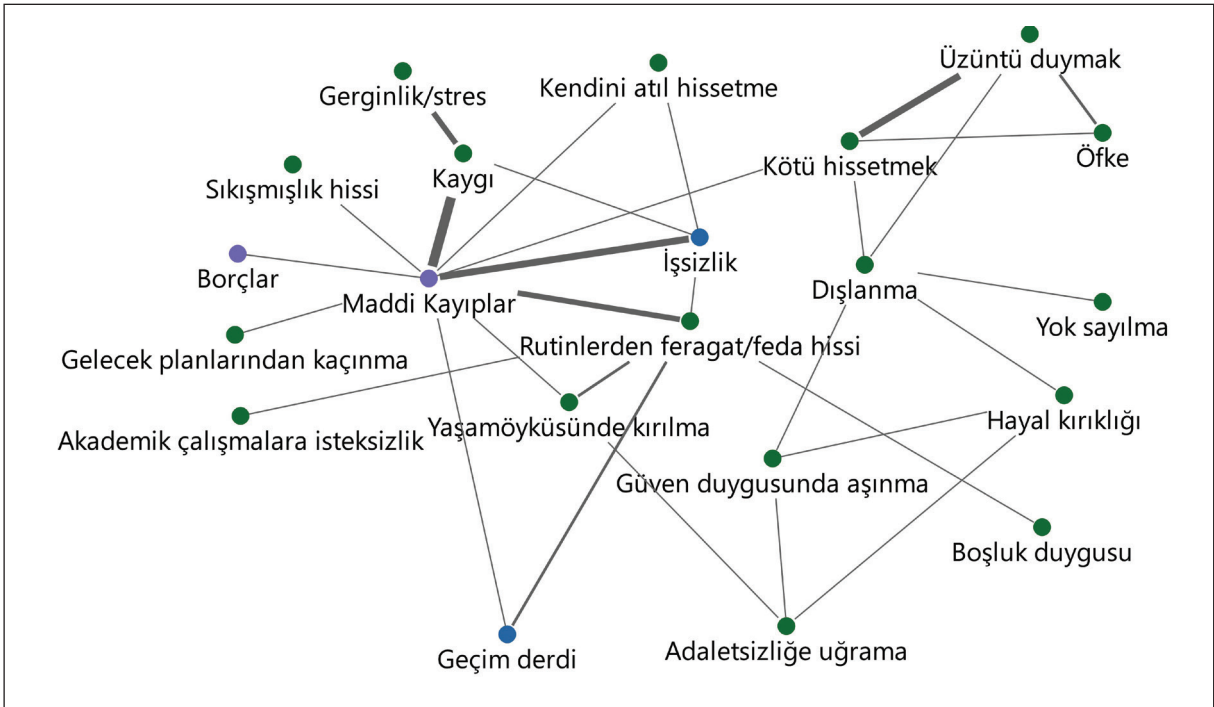 Üzüntü duymak
Kendini atıl hissetme
Gerginlik/stres
Öfke
Kötü hissetmek
Kaygı
Sıkışmışlık hissi
İşsizlik
Borçlar
Dışlanma
Maddi Kayıplar
Yok sayılma
Rutinlerden feragat/feda hissi
Gelecek planlarından kaçınma
Hayal kırıklığı
Yaşamöyküsünde kırılma
Akademik çalışmalara isteksizlik
Güven duygusunda aşınma
Boşluk duygusu
Adaletsizliğe uğrama
Geçim derdi